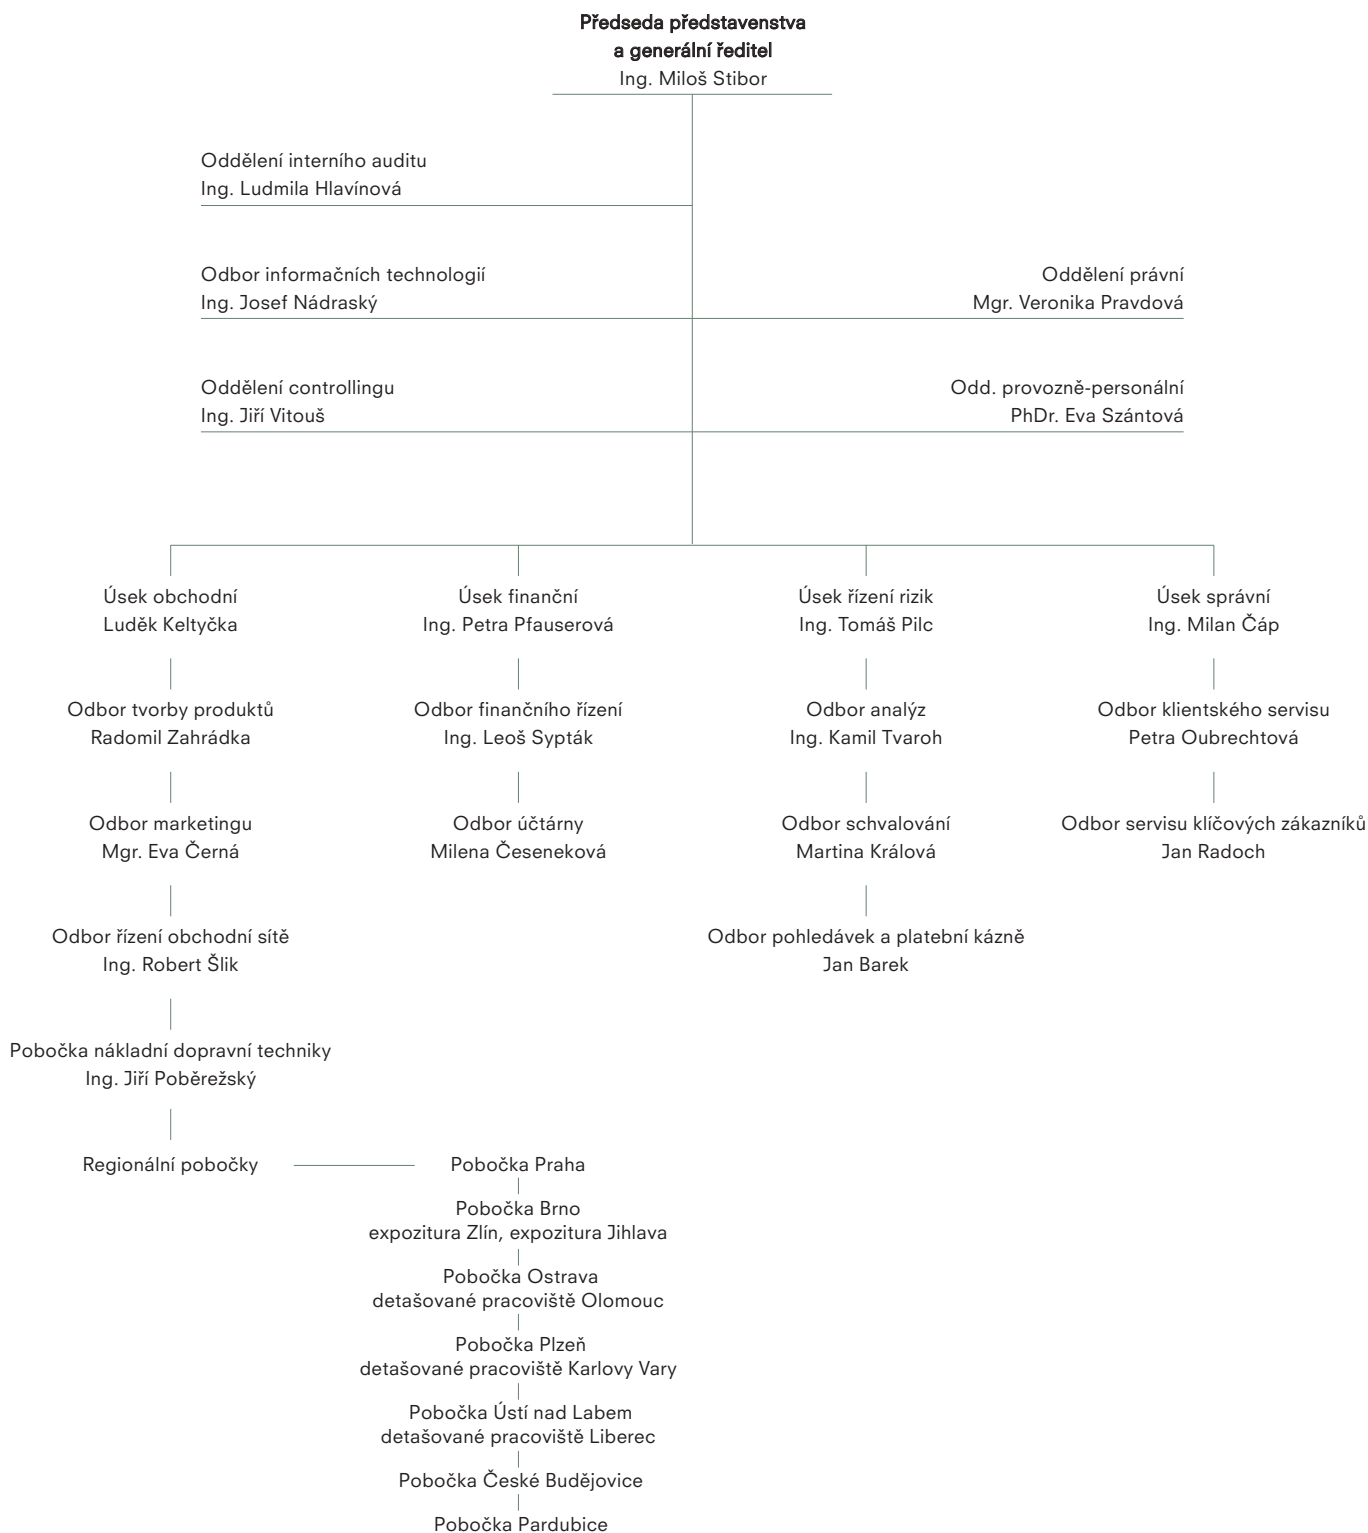 Předseda představenstva
a generální ředitel
Ing. Miloš Stibor
Oddělení interního auditu
Ing. Ludmila Hlavínová
Odbor informačních technologií
Ing. Josef Nádraský
Oddělení právní
Mgr. Veronika Pravdová
Oddělení controllingu
Ing. Jiří Vitouš
Odd. provozně-personální
PhDr. Eva Szántová
Úsek obchodní
Luděk Keltyčka
Úsek finanční
Ing. Petra Pfauserová
Úsek řízení rizik
Ing. Tomáš Pilc
Úsek správní
Ing. Milan Čáp
Odbor tvorby produktů
Radomil Zahrádka
Odbor finančního řízení
Ing. Leoš Sypták
Odbor analýz
Ing. Kamil Tvaroh
Odbor klientského servisu
Petra Oubrechtová
Odbor marketingu
Mgr. Eva Černá
Odbor účtárny
Milena Česeneková
Odbor schvalování
Martina Králová
Odbor servisu klíčových zákazníků
Jan Radoch
Odbor řízení obchodní sítě
Ing. Robert Šlik
Odbor pohledávek a platební kázně
Jan Barek
Pobočka nákladní dopravní techniky
Ing. Jiří Poběrežský
Regionální pobočky
Pobočka Praha
Pobočka Brno
expozitura Zlín, expozitura Jihlava
Pobočka Ostrava
detašované pracoviště Olomouc
Pobočka Plzeň
detašované pracoviště Karlovy Vary
Pobočka Ústí nad Labem
detašované pracoviště Liberec
Pobočka České Budějovice
Pobočka Pardubice